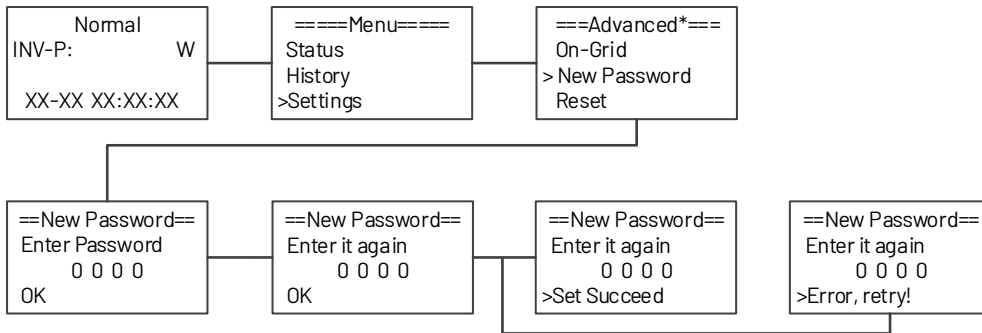 Normal
INV-P: W
XX-XX XX:XX:XX
=====Menu=====
Status
History
>Settings
===Advanced*===
On-Grid
> New Password
Reset
==New Password==
Enter Password
0 0 0 0
OK
==New Password==
Enter it again
0 0 0 0
OK
==New Password==
Enter it again
0 0 0 0
>Set Succeed
==New Password==
Enter it again
0 0 0 0
>Error, retry!